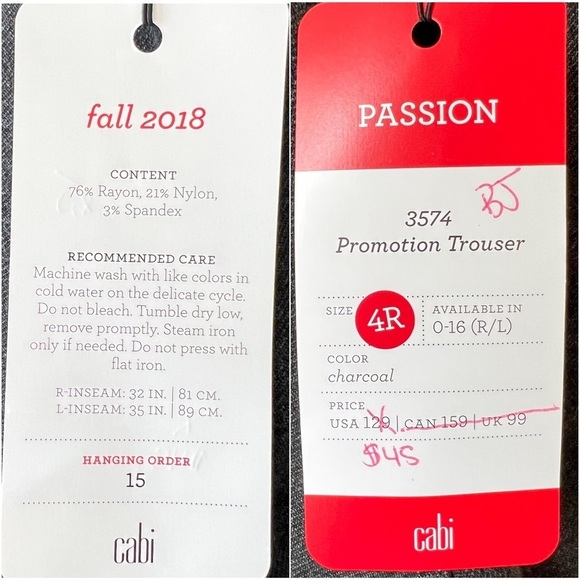 fall 2018
CONTENT
76% Rayon, 21% Nylon,
3% Spandex
RECOMMENDED CARE
Machine wash with like colors in
cold water on the delicate cycle.
Do not bleach. Tumble dry low,
remove promptly. Steam iron
only if needed. Do not press with
flat iron.
R-INSEAM: 32 IN. | 81 CM.
L-INSEAM: 35 IN. | 89 CM.
HANGING ORDER
15
cabi
PASSION
3574
Promotion Trouser
SIZE 4R AVAILABLE IN
0-16 (R/L)
COLOR
charcoal
PRICE
USA 129 | CAN 159 | UK 99
$45
cabi